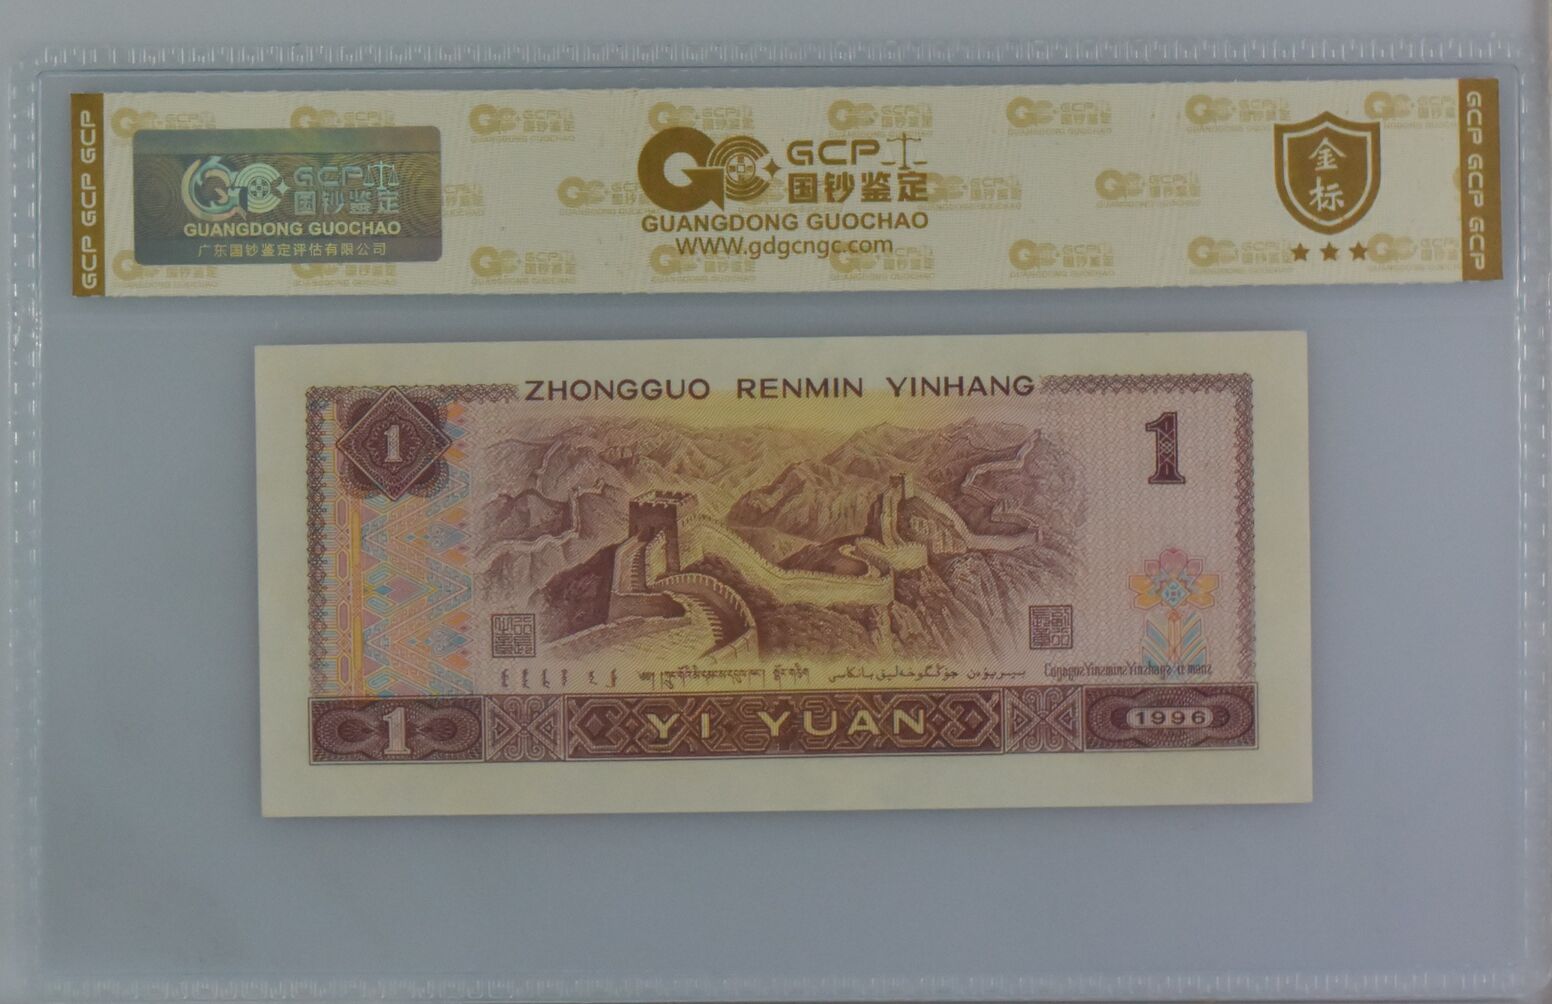 GCP GCP GCP
GCP
国钞鉴定
GUANGDONG GUOCHAO
广东国钞鉴定评估有限公司
GCP
国钞鉴定
GUANGDONG GUOCHAO
WWW.gdgcngc.com
金
标
GCP GCP GCP
ZHONGGUO RENMIN YINHANG
1
1
YI YUAN
1
1996